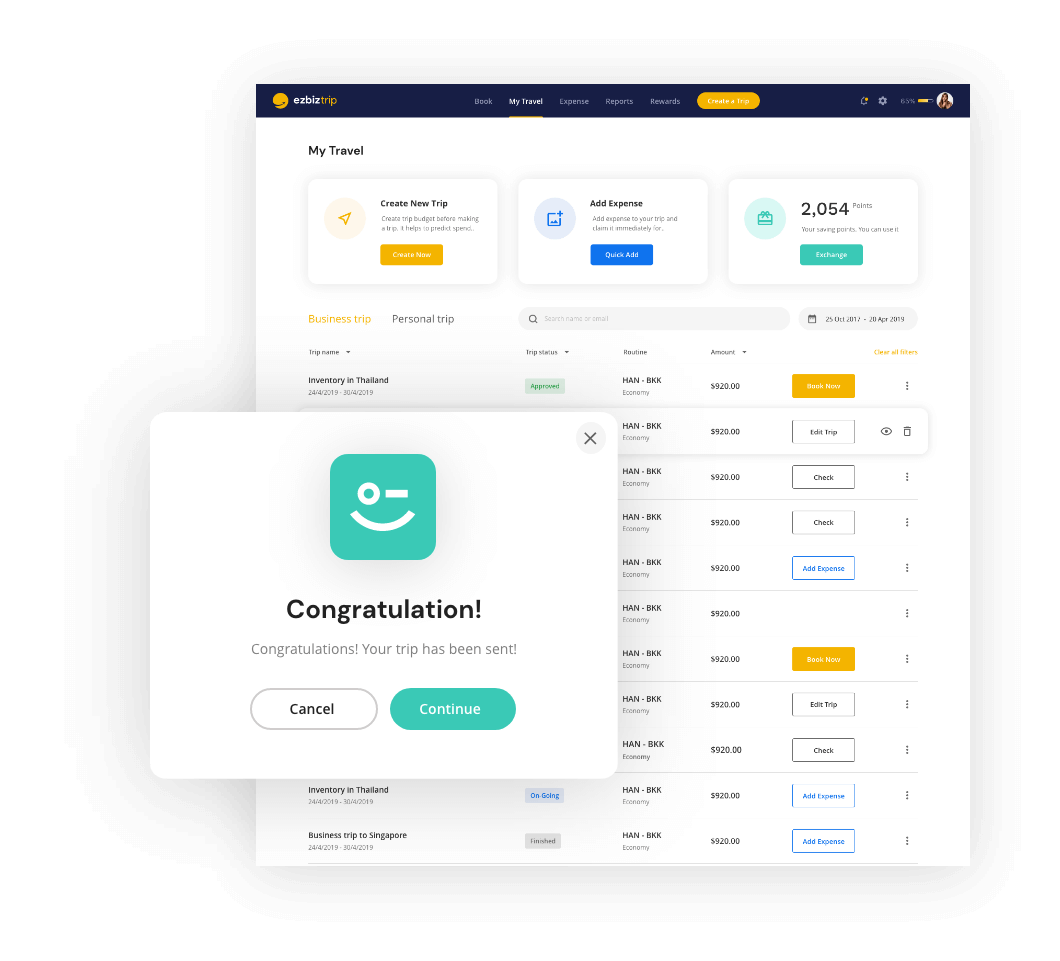 ezbiztrip
Book My Travel Expense Reports Rewards Create a Trip 65%
My Travel
Create New Trip
Create trip budget before making
a trip. It helps to predict spend..
Create Now
Add Expense
Add expense to your trip and
claim it immediately for..
Quick Add
2,054 Points
Your saving points. You can use it
Exchange
Business trip Personal trip
Search name or email
25 Oct 2017 - 20 Apr 2019
Trip name Trip status Routine Amount Clear all filters
Inventory in Thailand Approved HAN - BKK $920.00 Book Now
24/4/2019 - 30/4/2019 Economy
HAN - BKK $920.00 Edit Trip
Economy
HAN - BKK $920.00 Check
Economy
HAN - BKK $920.00 Check
Economy
HAN - BKK $920.00 Add Expense
Economy
HAN - BKK $920.00
Economy
HAN - BKK $920.00 Book Now
Economy
HAN - BKK $920.00 Edit Trip
Economy
HAN - BKK $920.00 Check
Economy
Inventory in Thailand On-Going HAN - BKK $920.00 Add Expense
24/4/2019 - 30/4/2019 Economy
Business trip to Singapore Finished HAN - BKK $920.00 Add Expense
24/4/2019 - 30/4/2019 Economy
Congratulation!
Congratulations! Your trip has been sent!
Cancel Continue